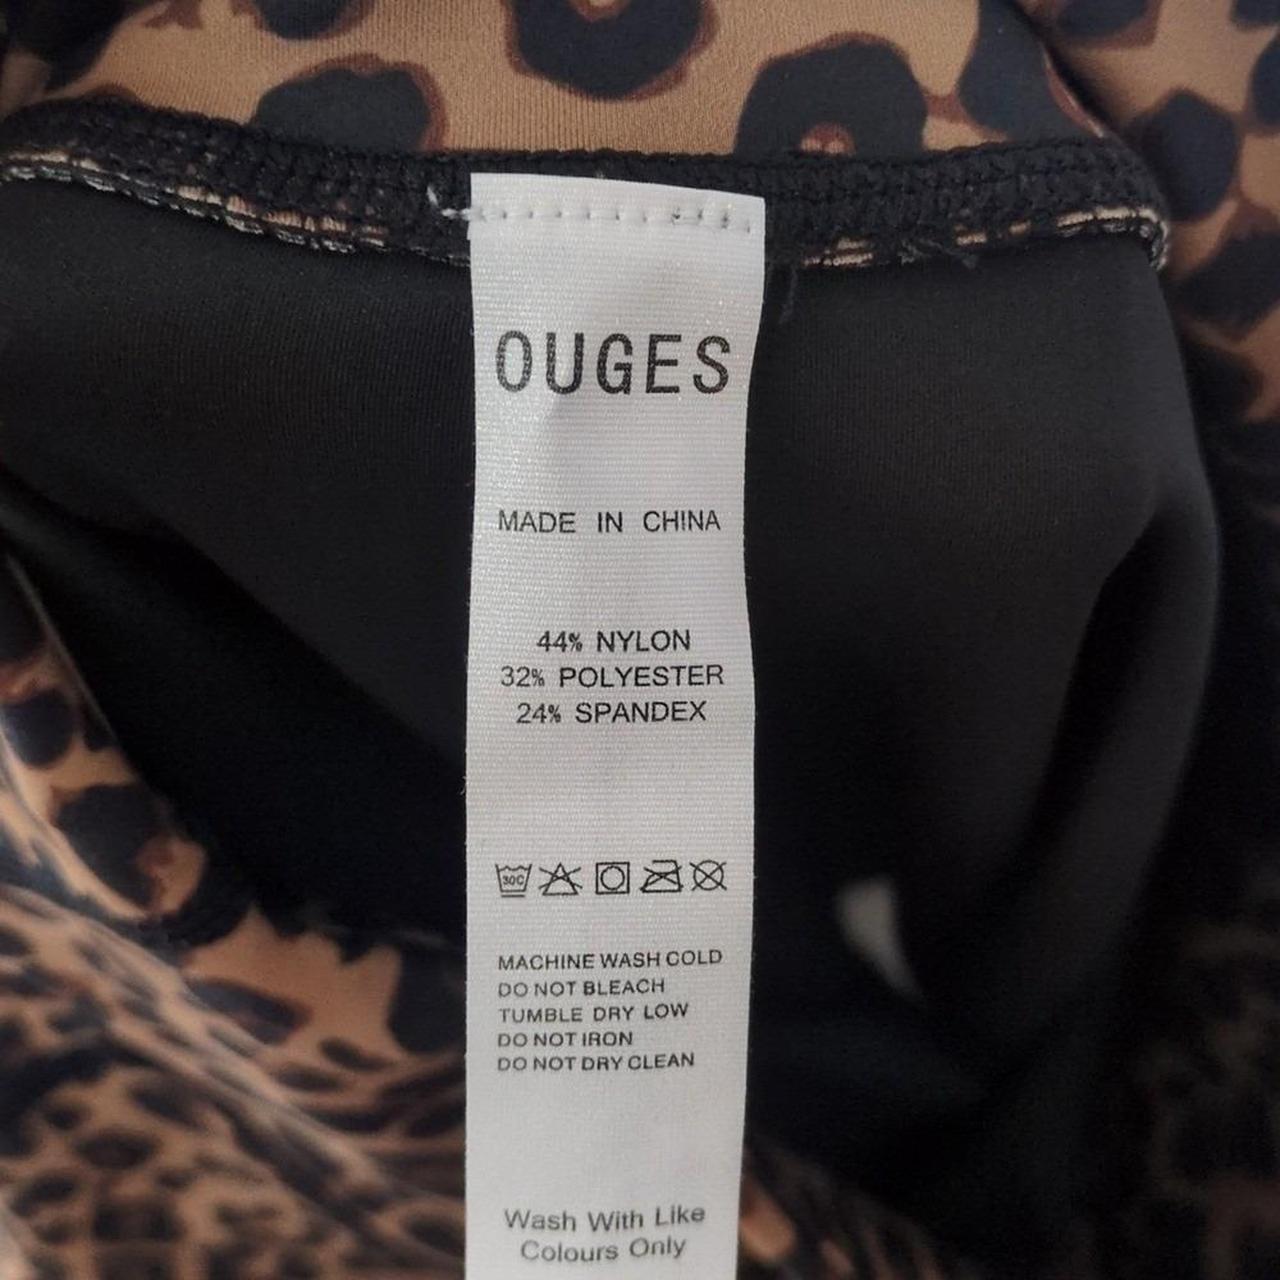 OUGES
MADE IN CHINA
44% NYLON
32% POLYESTER
24% SPANDEX
30C
MACHINE WASH COLD
DO NOT BLEACH
TUMBLE DRY LOW
DO NOT IRON
DO NOT DRY CLEAN
Wash With Like
Colours Only